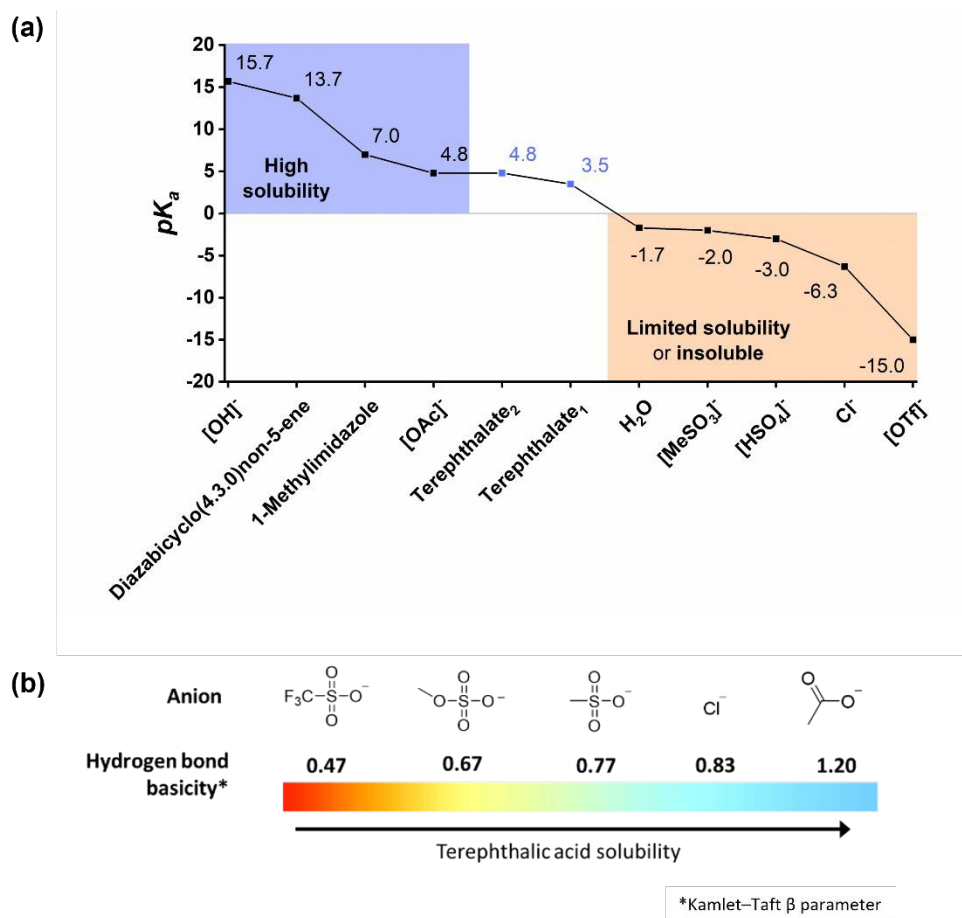 (a)
20
15
10
5
0
-5
-10
-15
-20
pKa
15.7
13.7
7.0
4.8
4.8
3.5
-1.7
-2.0
-3.0
-6.3
-15.0
High
solubility
Limited solubility
or insoluble
[OH]-
Diazabicyclo(4.3.0)non-5-ene
1-Methylimidazole
[OAc]-
Terephthalate2
Terephthalate1
H2O
[MeSO3]-
[HSO4]-
Cl-
[OTf]-
(b)
Anion
O
F3C-S-O-
O
O
O-S-O-
O
O
S-O-
O
Cl-
O
O-
Hydrogen bond
basicity*
0.47 0.67 0.77 0.83 1.20
Terephthalic acid solubility
*Kamlet–Taft β parameter